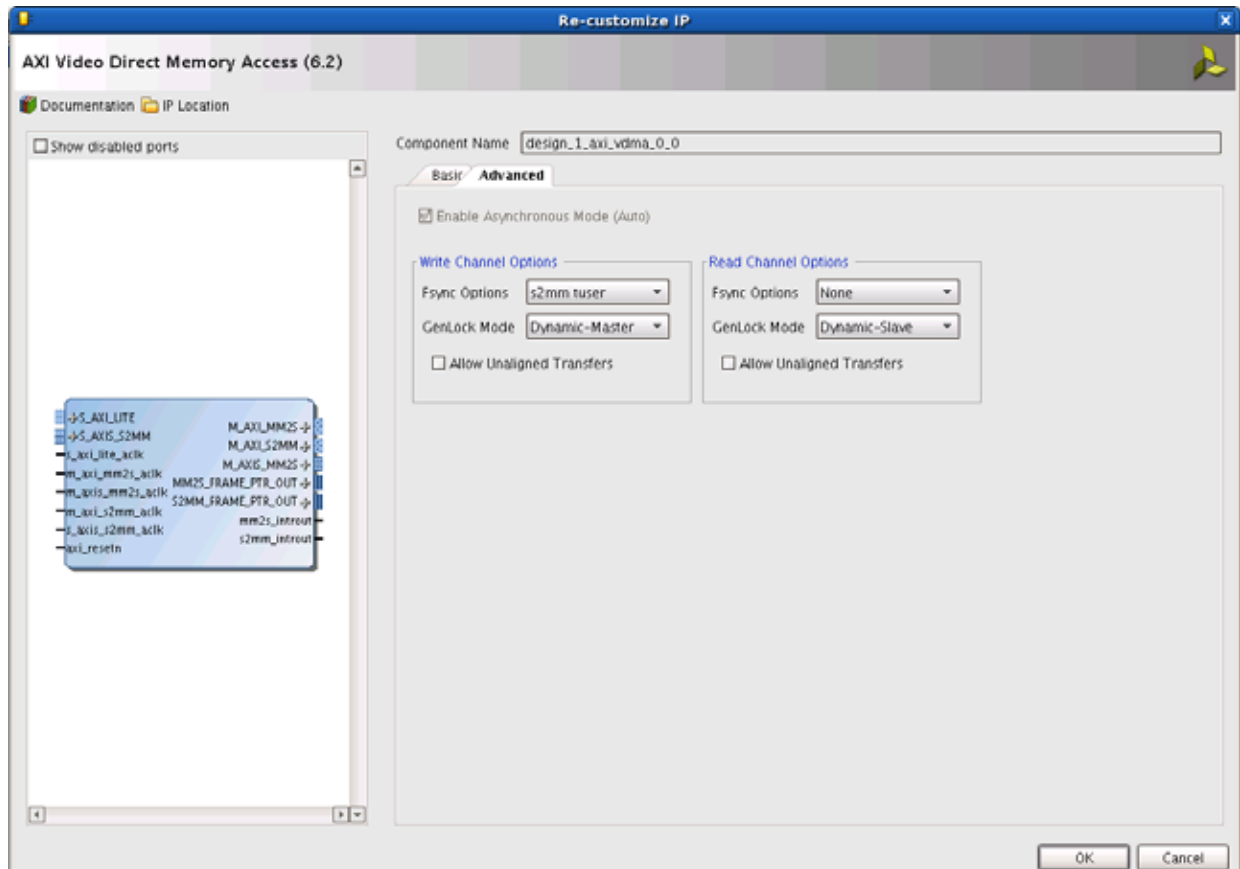 Re-customize IP
AXI Video Direct Memory Access (6.2)
Documentation IP Location
Show disabled ports
Component Name design_1_axi_vdma_0_0
Basic Advanced
Enable Asynchronous Mode (Auto)
Write Channel Options
Fsync Options s2mm tuser
GenLock Mode Dynamic-Master
Allow Unaligned Transfers
Read Channel Options
Fsync Options None
GenLock Mode Dynamic-Slave
Allow Unaligned Transfers
S_AXI_LITE
S_AXIS_S2MM
s_axi_lite_aclk
m_axi_mm2s_aclk
m_axis_mm2s_aclk
m_axi_s2mm_aclk
s_axis_s2mm_aclk
axi_resetn
M_AXI_MM2S
M_AXI_S2MM
M_AXIS_MM2S
MM2S_FRAME_PTR_OUT
S2MM_FRAME_PTR_OUT
mm2s_introut
s2mm_introut
OK Cancel